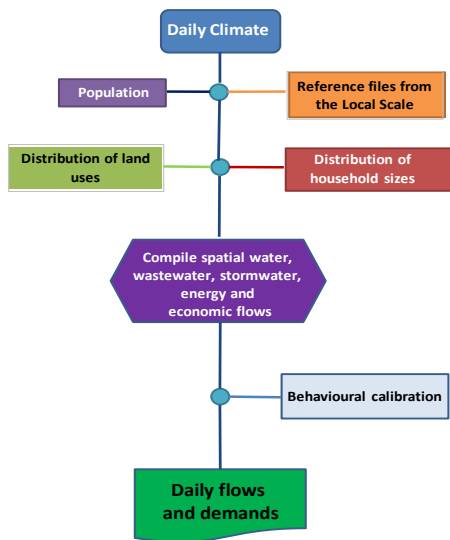 Daily Climate
Population
Reference files from
the Local Scale
Distribution of land
uses
Distribution of
household sizes
Compile spatial water,
wastewater, stormwater,
energy and
economic flows
Behavioural calibration
Daily flows
and demands